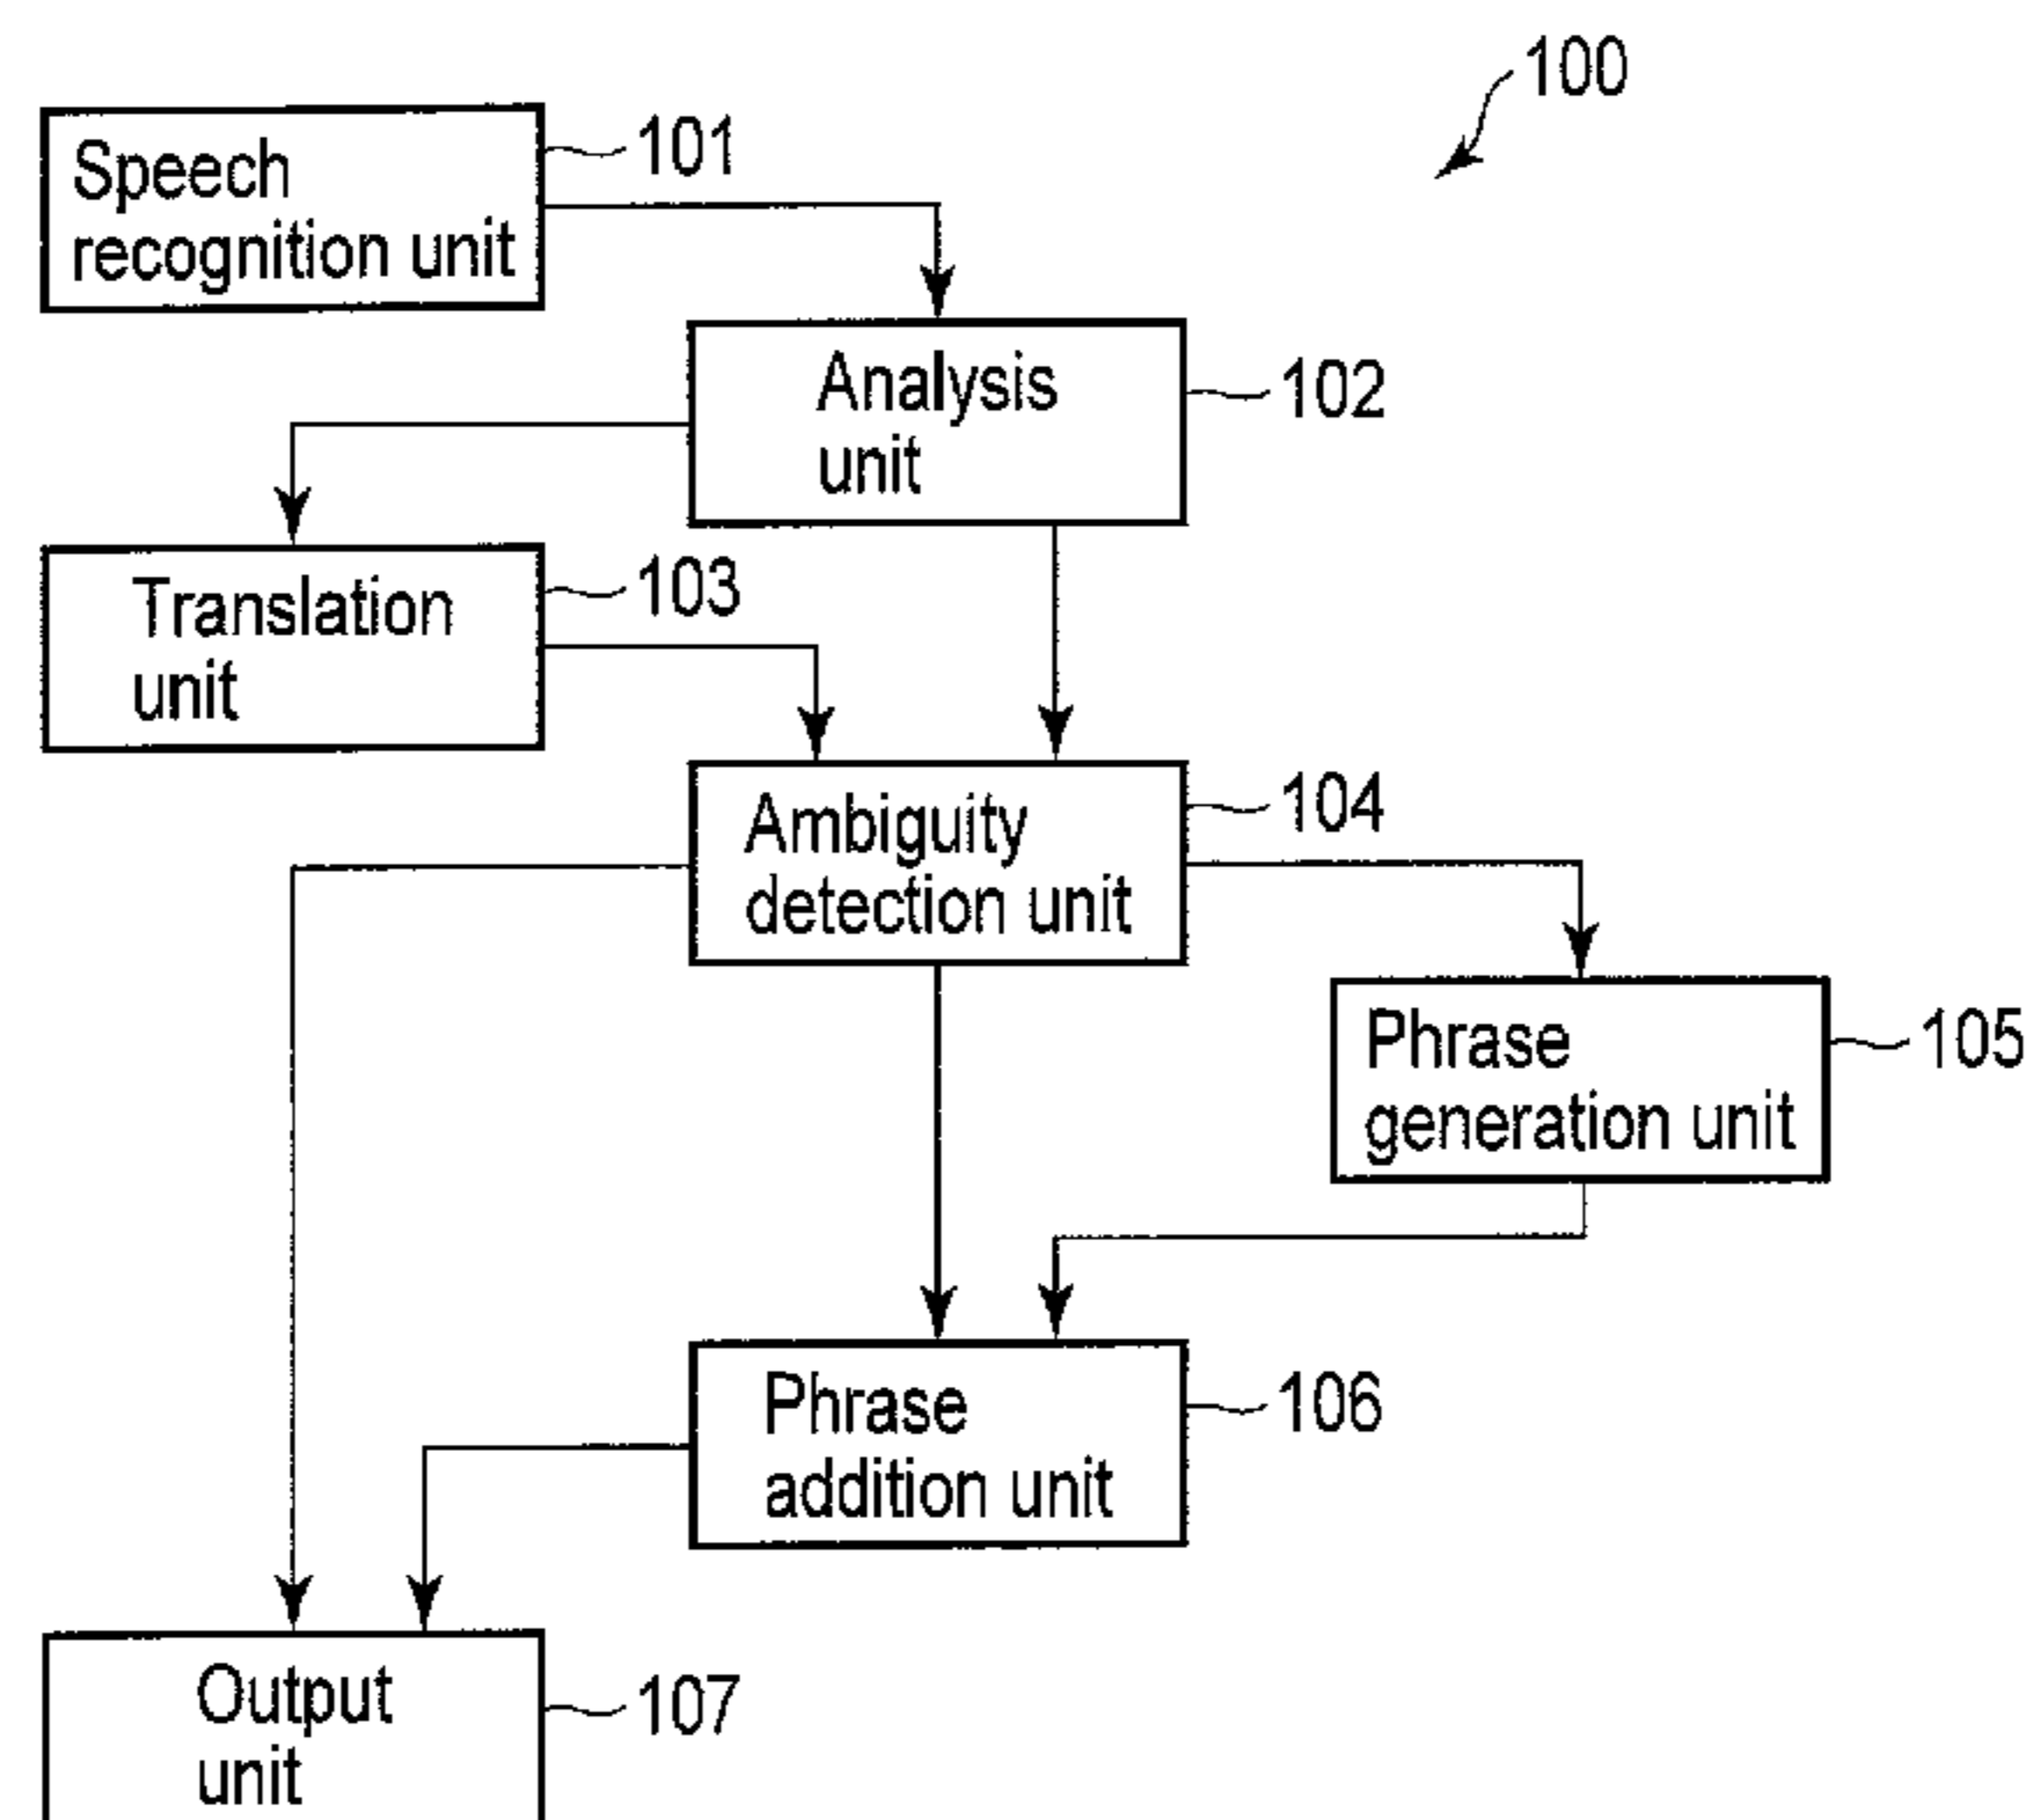 100
Speech
recognition unit
101
Analysis
unit
102
Translation
unit
103
Ambiguity
detection unit
104
Phrase
generation unit
105
Phrase
addition unit
106
Output
unit
107